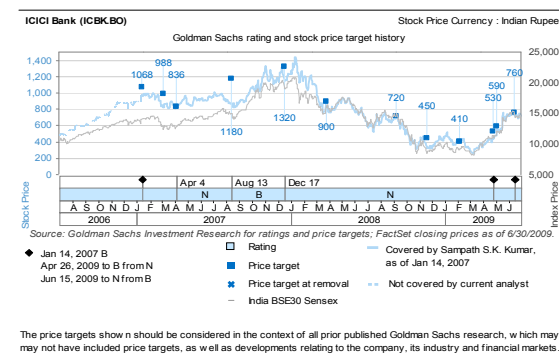 ICICI Bank (ICBK.BO) Stock Price Currency : Indian Rupee
Goldman Sachs rating and stock price target history
1,400
1,200
1,000
800
600
400
200
0
25,000
20,000
15,000
10,000
5,000
1068
988
836
1180
1320
900
720
450
410
530
590
760
Apr 4 Aug 13 Dec 17
N B N
A S O N D J F M A M J J A S O N D J F M A M J J A S O N D J F M A M J
2006 2007 2008 2009
Stock Price
Index Price
Source: Goldman Sachs Investment Research for ratings and price targets; FactSet closing prices as of 6/30/2009.
Jan 14, 2007 B
Apr 26, 2009 to B from N
Jun 15, 2009 to N from B
Rating
Price target
Price target at removal
India BSE30 Sensex
Covered by Sampath S.K. Kumar,
as of Jan 14, 2007
Not covered by current analyst
The price targets shown should be considered in the context of all prior published Goldman Sachs research, which may
may not have included price targets, as well as developments relating to the company, its industry and financial markets.